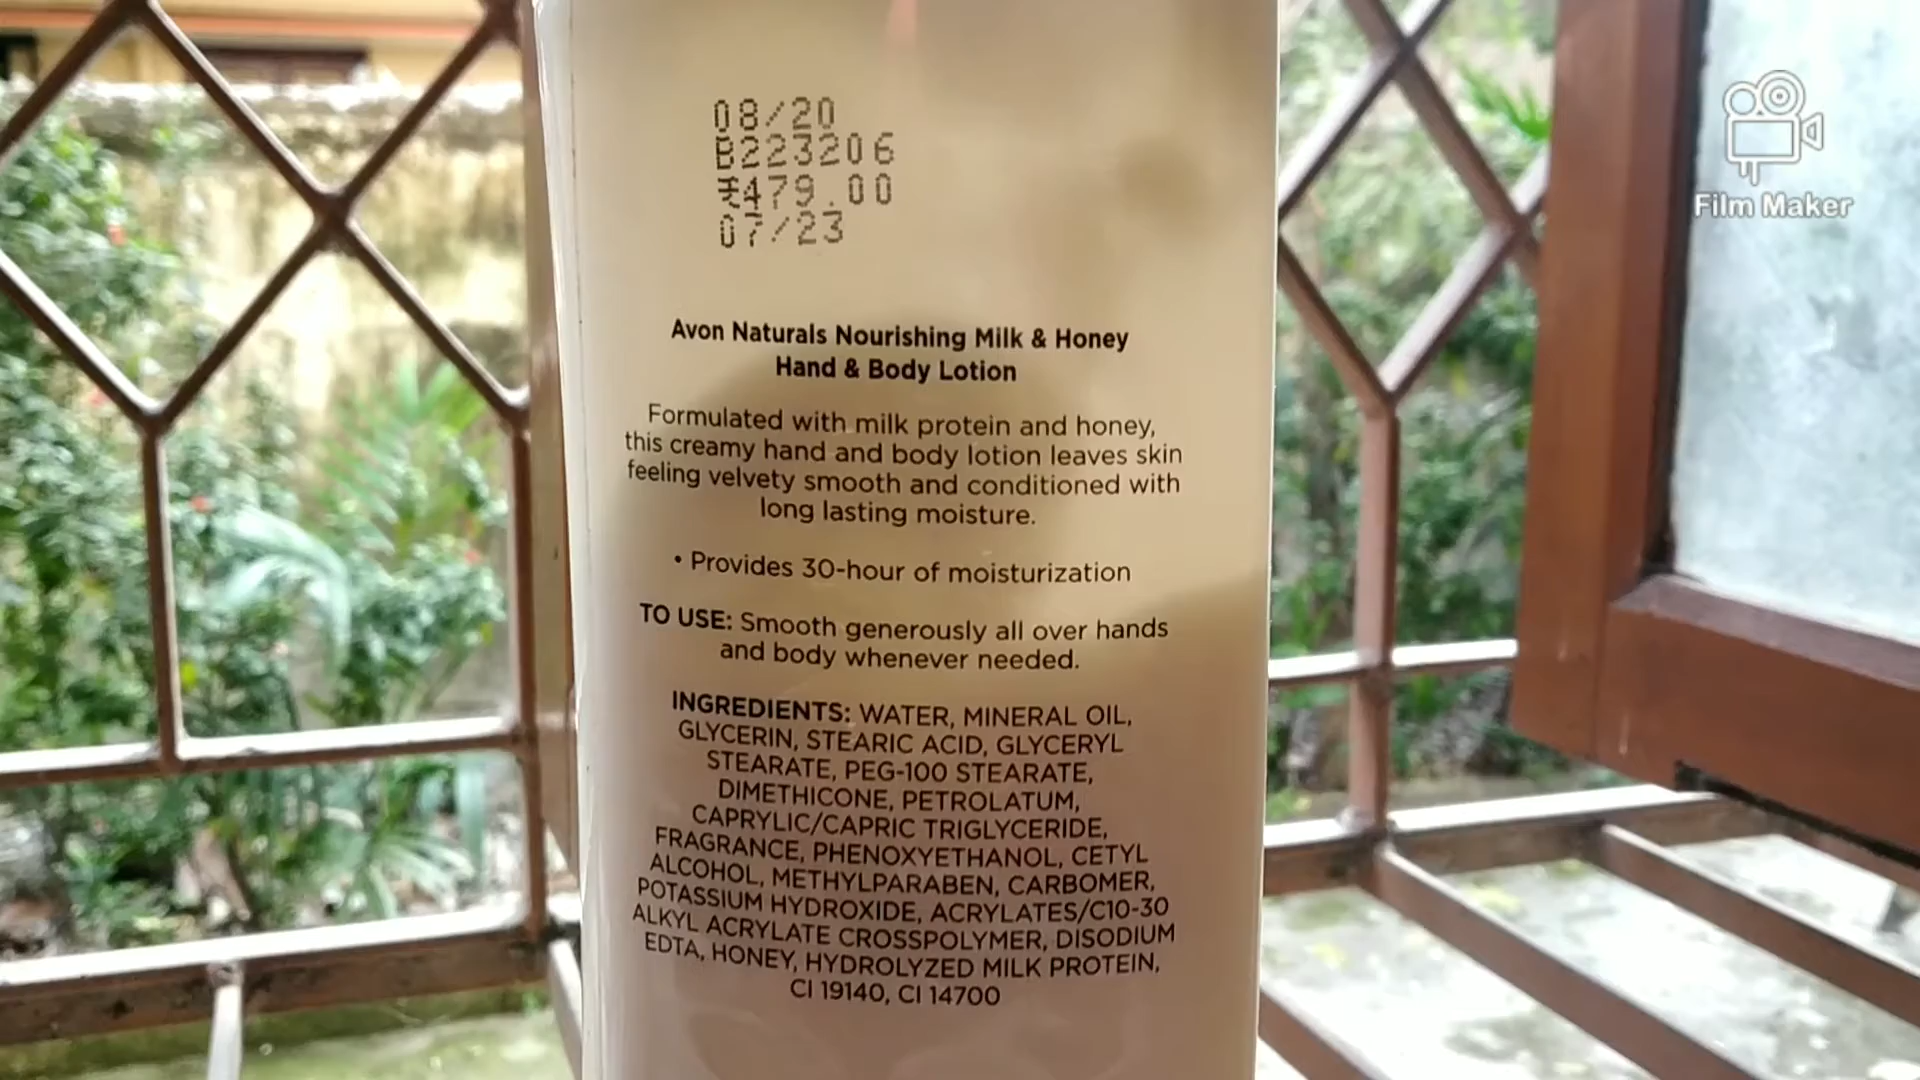 08/20
B223206
₹479.00
07/23
Avon Naturals Nourishing Milk & Honey
Hand & Body Lotion
Formulated with milk protein and honey,
this creamy hand and body lotion leaves skin
feeling velvety smooth and conditioned with
long lasting moisture.
• Provides 30-hour of moisturization
TO USE: Smooth generously all over hands
and body whenever needed.
INGREDIENTS: WATER, MINERAL OIL,
GLYCERIN, STEARIC ACID, GLYCERYL
STEARATE, PEG-100 STEARATE,
DIMETHICONE, PETROLATUM,
CAPRYLIC/CAPRIC TRIGLYCERIDE,
FRAGRANCE, PHENOXYETHANOL, CETYL
ALCOHOL, METHYLPARABEN, CARBOMER,
POTASSIUM HYDROXIDE, ACRYLATES/C10-30
ALKYL ACRYLATE CROSSPOLYMER, DISODIUM
EDTA, HONEY, HYDROLYZED MILK PROTEIN,
CI 19140, CI 14700
Film Maker